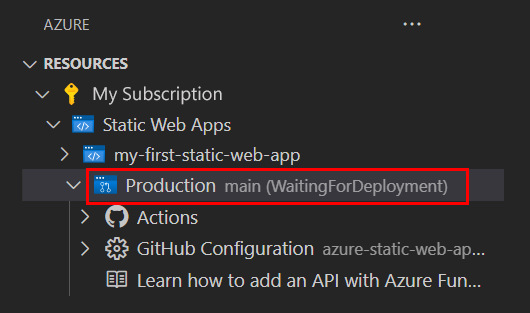 AZURE ...
RESOURCES
My Subscription
Static Web Apps
my-first-static-web-app
Production main (WaitingForDeployment)
Actions
GitHub Configuration azure-static-web-ap...
Learn how to add an API with Azure Fun...